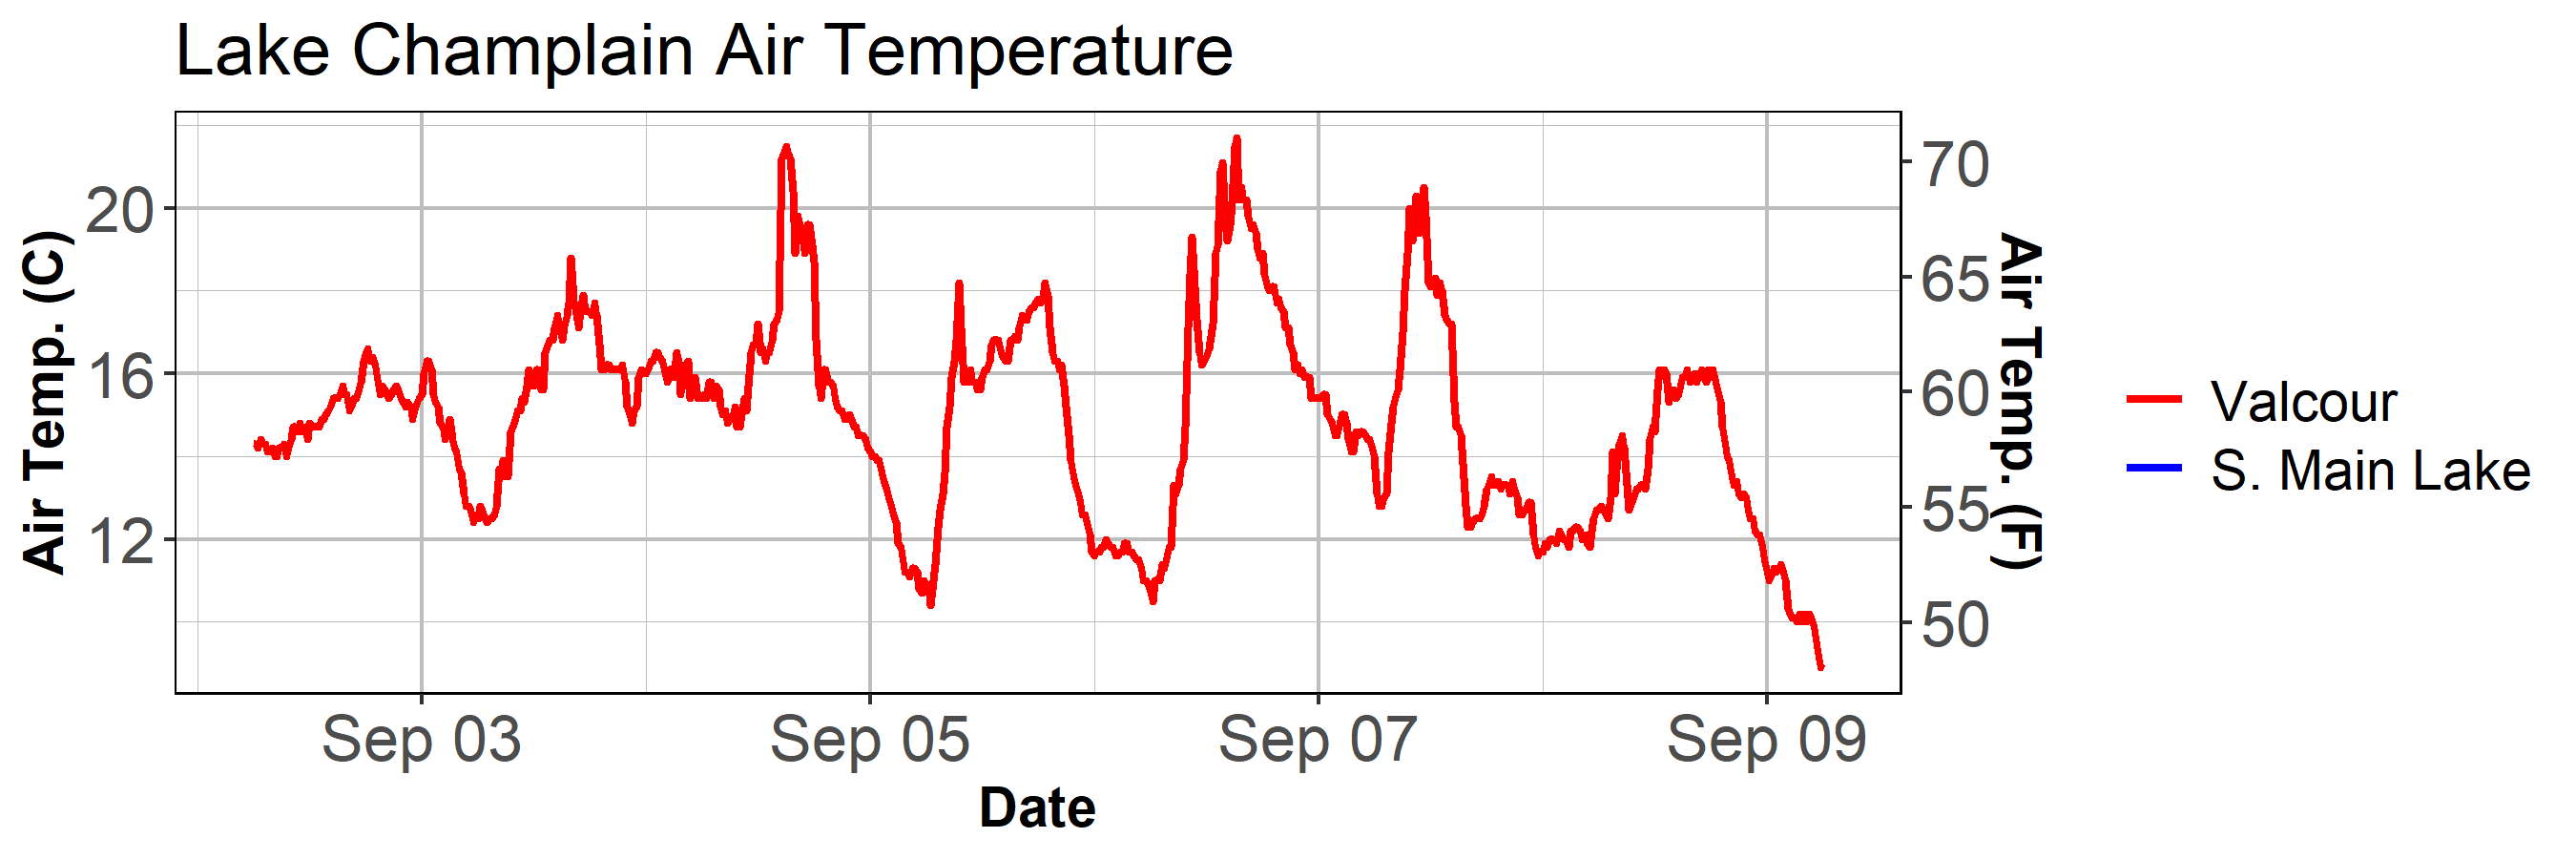 Lake Champlain Air Temperature
Air Temp. (C)
20
16
12
70
65
60
55
50
Air Temp. (F)
Sep 03
Sep 05
Sep 07
Sep 09
Date
Valcour
S. Main Lake